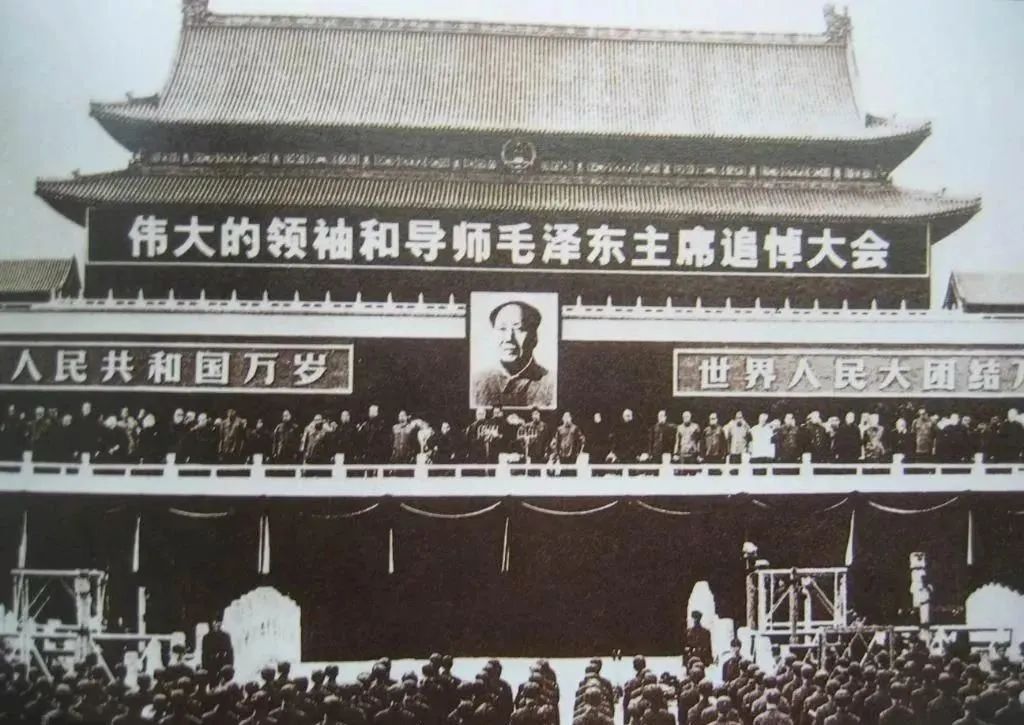 伟大的领袖和导师毛泽东主席追悼大会
人民共和国万岁
世界人民大团结